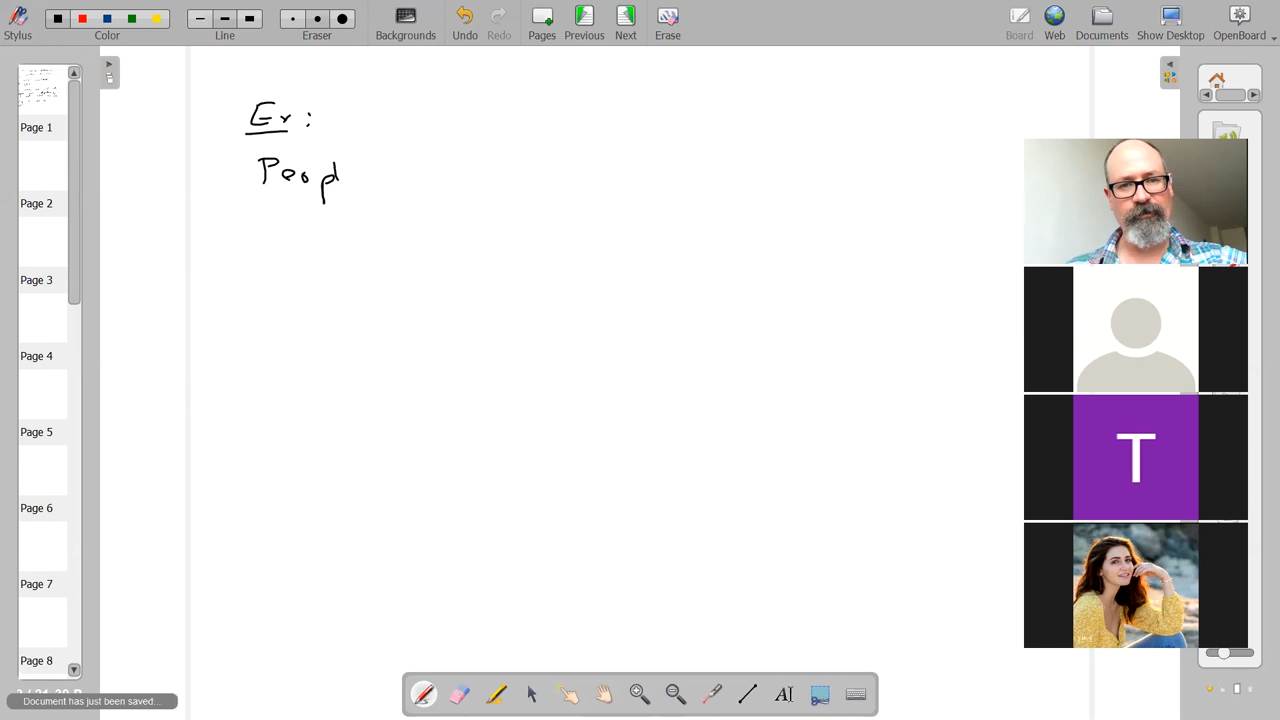 Stylus
Color
Line
Eraser
Backgrounds
Undo
Redo
Pages
Previous
Next
Erase
Board
Web
Documents
Show Desktop
OpenBoard
Page 1
Page 2
Page 3
Page 4
Page 5
Page 6
Page 7
Page 8
Ex:
Peopl
T
Document has just been saved...